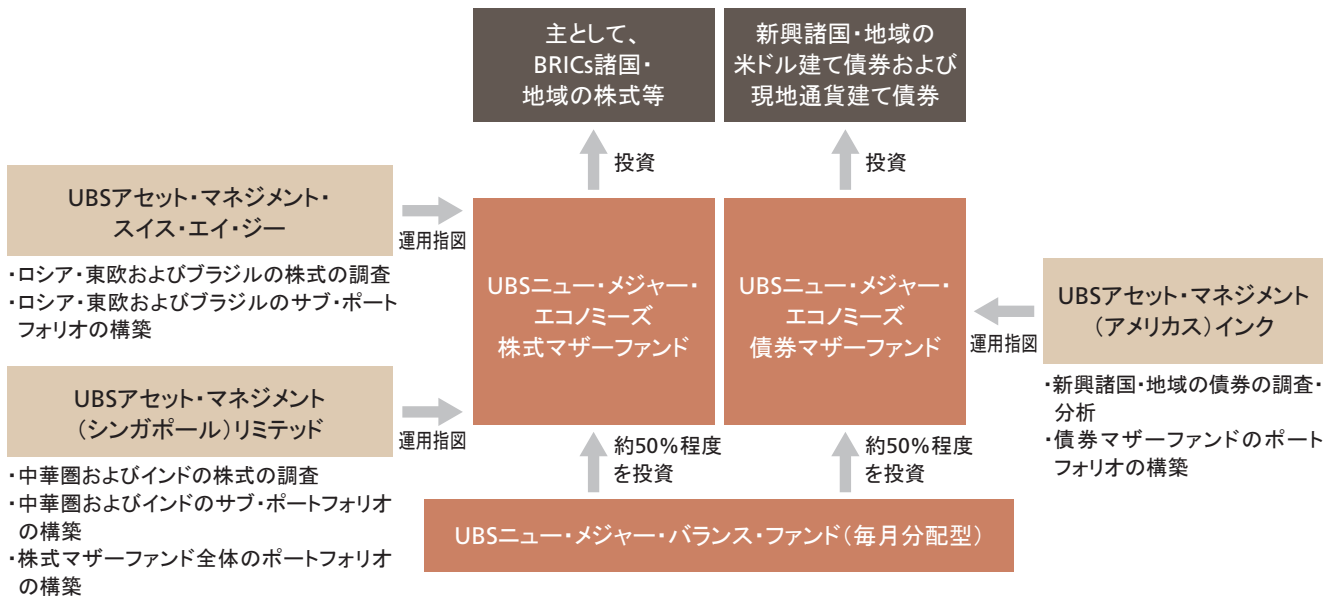 主として、
BRICs諸国・
地域の株式等
新興諸国・地域の
米ドル建て債券および
現地通貨建て債券
投資
投資
UBSアセット・マネジメント・
スイス・エイ・ジー
運用指図
・ロシア・東欧およびブラジルの株式の調査
・ロシア・東欧およびブラジルのサブ・ポート
フォリオの構築
UBSニュー・メジャー・
エコノミーズ
株式マザーファンド
UBSニュー・メジャー・
エコノミーズ
債券マザーファンド
運用指図
UBSアセット・マネジメント
（アメリカス）インク
・新興諸国・地域の債券の調査・
分析
・債券マザーファンドのポート
フォリオの構築
UBSアセット・マネジメント
（シンガポール）リミテッド
運用指図
・中華圏およびインドの株式の調査
・中華圏およびインドのサブ・ポートフォリオ
の構築
・株式マザーファンド全体のポートフォリオ
の構築
約50%程度
を投資
約50%程度
を投資
UBSニュー・メジャー・バランス・ファンド（毎月分配型）